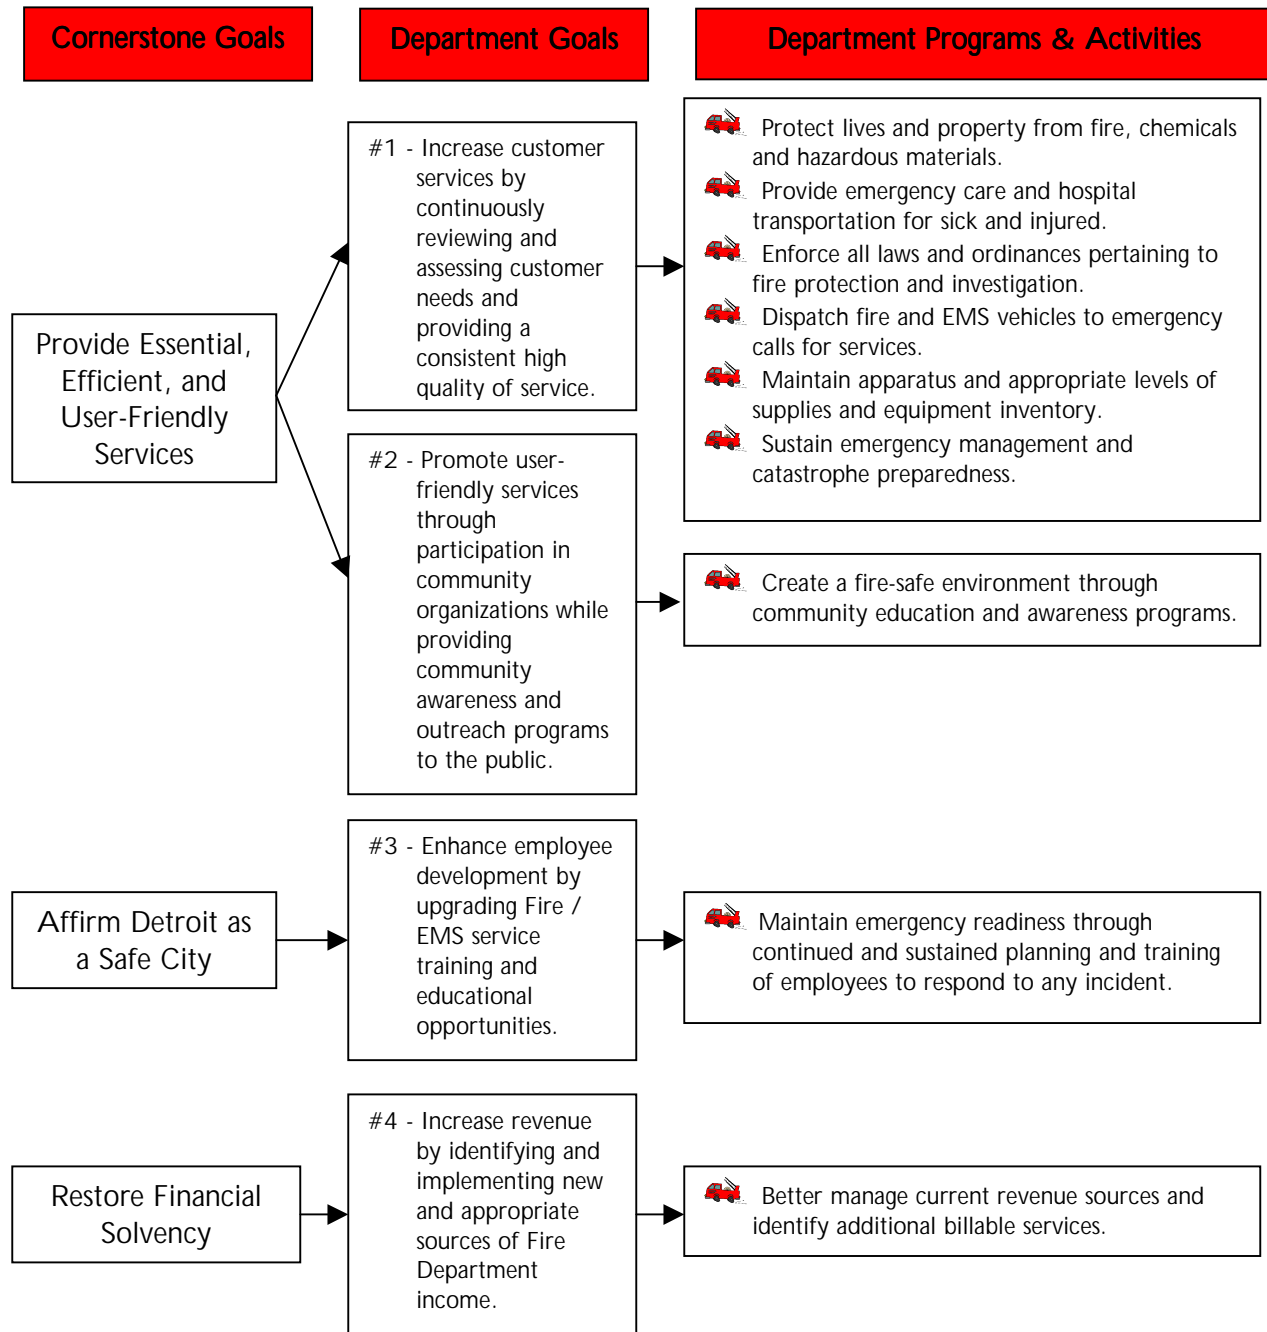 Cornerstone Goals
Department Goals
Department Programs & Activities
Provide Essential,
Efficient, and
User-Friendly
Services
#1 - Increase customer
services by
continuously
reviewing and
assessing customer
needs and
providing a
consistent high
quality of service.
Protect lives and property from fire, chemicals
and hazardous materials.
Provide emergency care and hospital
transportation for sick and injured.
Enforce all laws and ordinances pertaining to
fire protection and investigation.
Dispatch fire and EMS vehicles to emergency
calls for services.
Maintain apparatus and appropriate levels of
supplies and equipment inventory.
Sustain emergency management and
catastrophe preparedness.
#2 - Promote user-
friendly services
through
participation in
community
organizations while
providing
community
awareness and
outreach programs
to the public.
Create a fire-safe environment through
community education and awareness programs.
Affirm Detroit as
a Safe City
#3 - Enhance employee
development by
upgrading Fire /
EMS service
training and
educational
opportunities.
Maintain emergency readiness through
continued and sustained planning and training
of employees to respond to any incident.
Restore Financial
Solvency
#4 - Increase revenue
by identifying and
implementing new
and appropriate
sources of Fire
Department
income.
Better manage current revenue sources and
identify additional billable services.